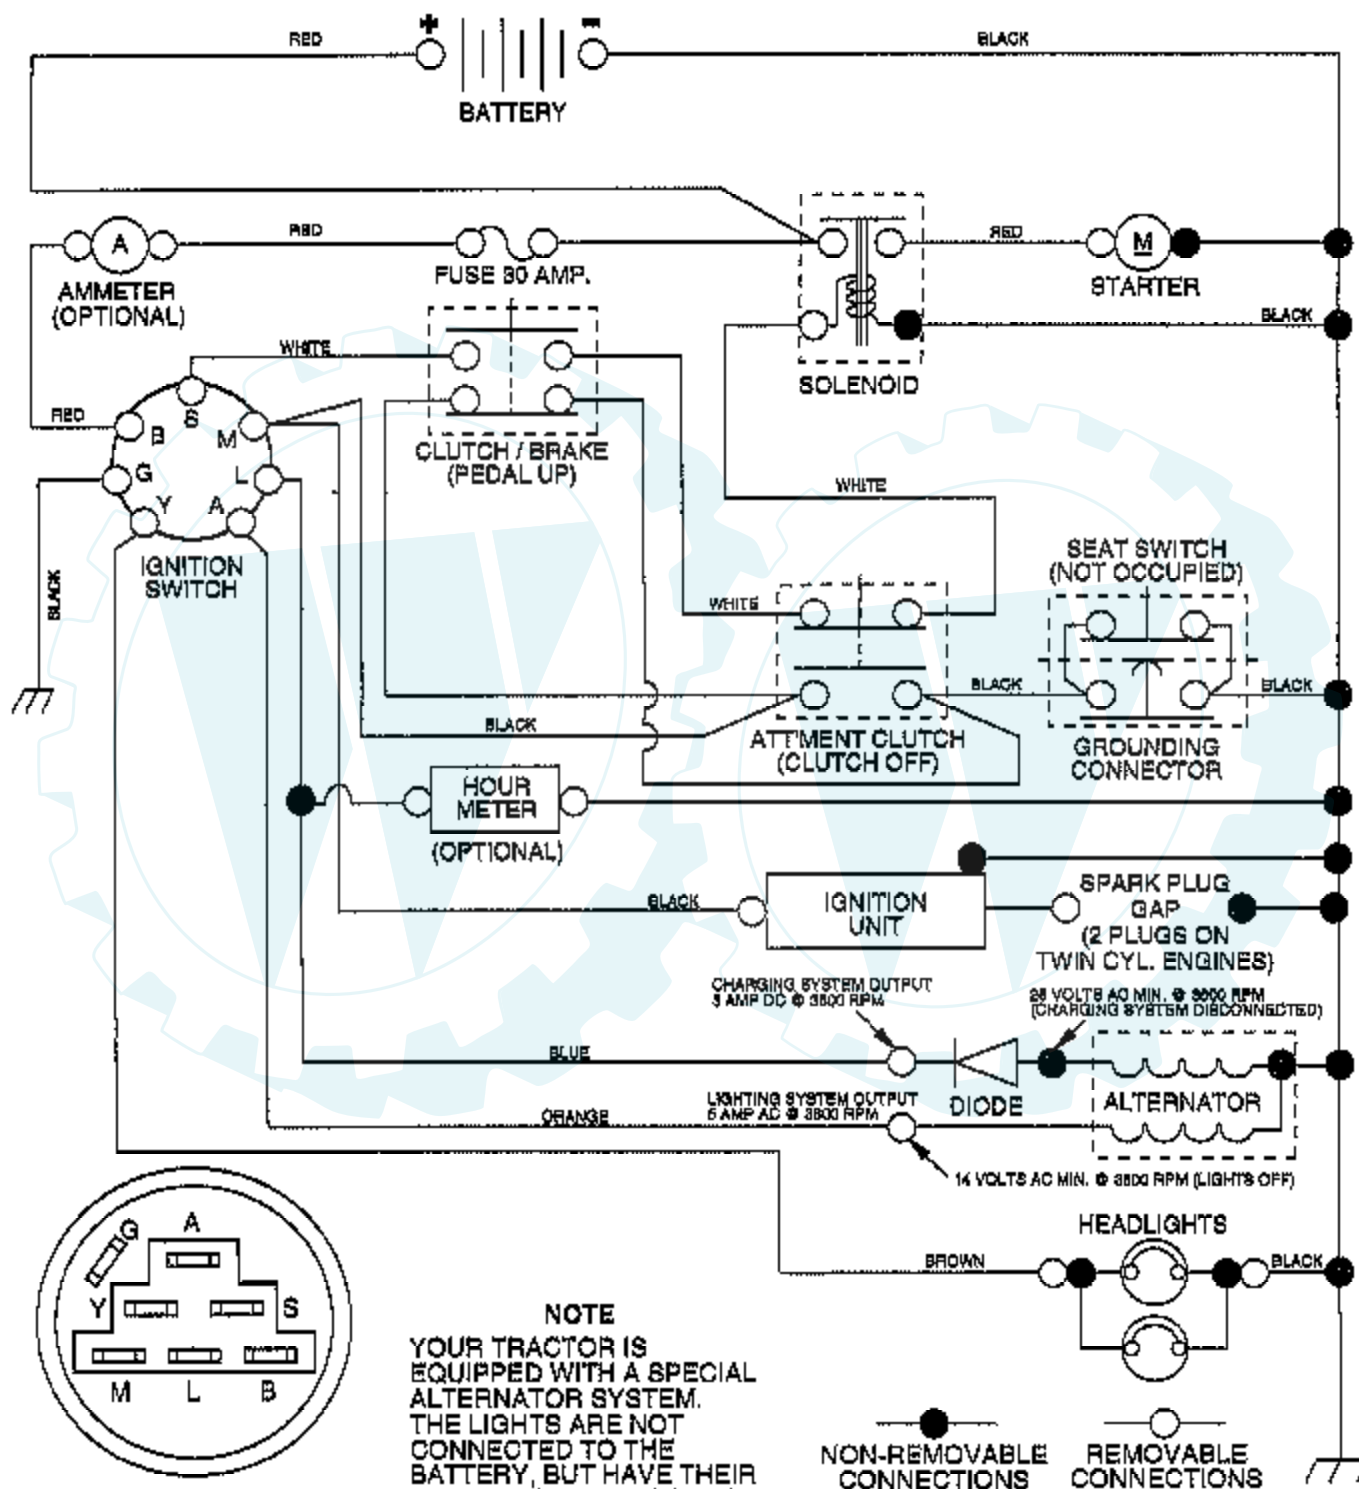 + −
RED
BLACK
BATTERY
RED
RED
A
M
AMMETER
(OPTIONAL)
FUSE 30 AMP.
STARTER
BLACK
WHITE
SOLENOID
RED
S
B
M
G
L
Y
A
CLUTCH / BRAKE
(PEDAL UP)
WHITE
IGNITION
SWITCH
BLACK
SEAT SWITCH
(NOT OCCUPIED)
WHITE
BLACK
BLACK
BLACK
ATT'MENT CLUTCH
(CLUTCH OFF)
GROUNDING
CONNECTOR
HOUR
METER
(OPTIONAL)
BLACK
IGNITION
UNIT
SPARK PLUG
GAP
(2 PLUGS ON
TWIN CYL. ENGINES)
CHARGING SYSTEM OUTPUT
3 AMP DC @ 3600 RPM
28 VOLTS AC MIN. @ 3600 RPM
(CHARGING SYSTEM DISCONNECTED)
BLUE
DIODE
ALTERNATOR
LIGHTING SYSTEM OUTPUT
5 AMP AC @ 3600 RPM
ORANGE
14 VOLTS AC MIN. @ 3600 RPM (LIGHTS OFF)
HEADLIGHTS
BROWN
BLACK
G
A
Y
S
M
L
B
NOTE
YOUR TRACTOR IS
EQUIPPED WITH A SPECIAL
ALTERNATOR SYSTEM.
THE LIGHTS ARE NOT
CONNECTED TO THE
BATTERY, BUT HAVE THEIR
NON-REMOVABLE
CONNECTIONS
REMOVABLE
CONNECTIONS